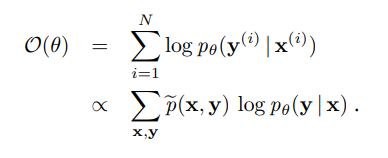 𝒪(θ) = ∑_{i=1}^{N} log p_θ(𝐲^{(i)} | 𝐱^{(i)})
∝ ∑_{𝐱,𝐲} p̃(𝐱, 𝐲) log p_θ(𝐲 | 𝐱) .